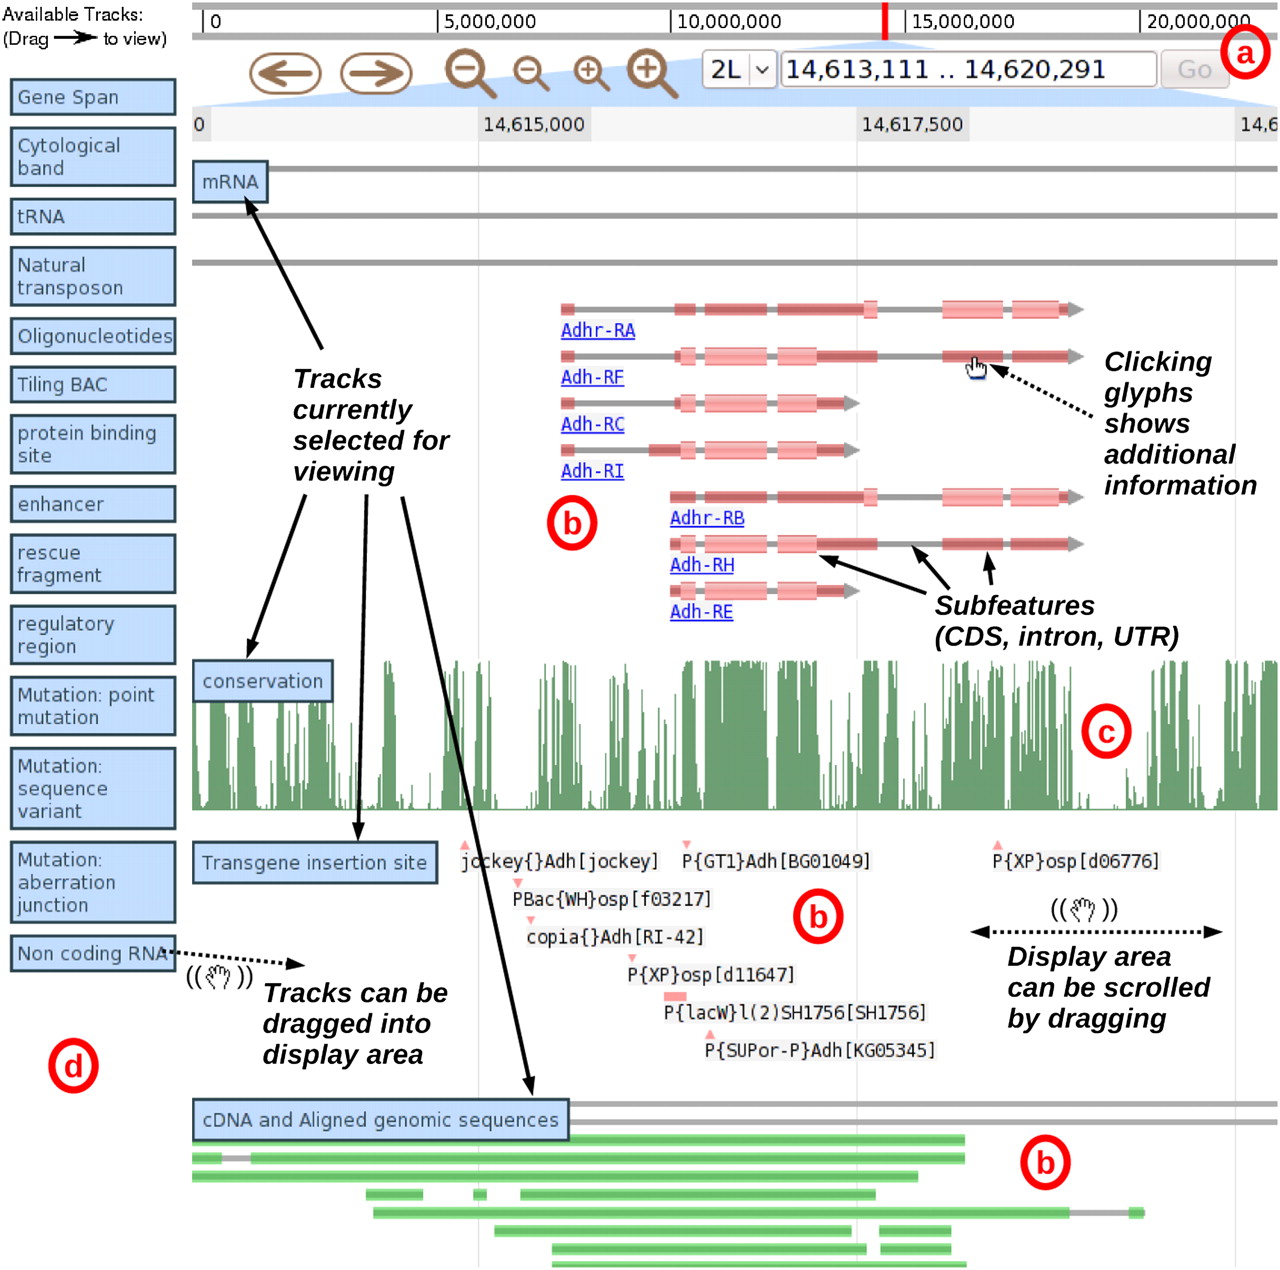 Available Tracks:
(Drag → to view)
0
5,000,000
10,000,000
15,000,000
20,000,000
a
2L
14,613,111 .. 14,620,291
Go
0
14,615,000
14,617,500
14,6
Gene Span
Cytological
band
tRNA
Natural
transposon
Oligonucleotides
Tiling BAC
protein binding
site
enhancer
rescue
fragment
regulatory
region
Mutation: point
mutation
Mutation:
sequence
variant
Mutation:
aberration
junction
Non coding RNA
d
mRNA
Tracks
currently
selected for
viewing
Adhr-RA
Adh-RF
Adh-RC
Adh-RI
b
Adhr-RB
Adh-RH
Adh-RE
Clicking
glyphs
shows
additional
information
Subfeatures
(CDS, intron, UTR)
conservation
c
Transgene insertion site
jockey{}Adh[jockey]
P{GT1}Adh[BG01049]
P{XP}osp[d06776]
PBac{WH}osp[f03217]
b
copia{}Adh[RI-42]
P{XP}osp[d11647]
P{lacW}l(2)SH1756[SH1756]
P{SUPor-P}Adh[KG05345]
(( ))
Display area
can be scrolled
by dragging
(( ))
Tracks can be
dragged into
display area
cDNA and Aligned genomic sequences
b